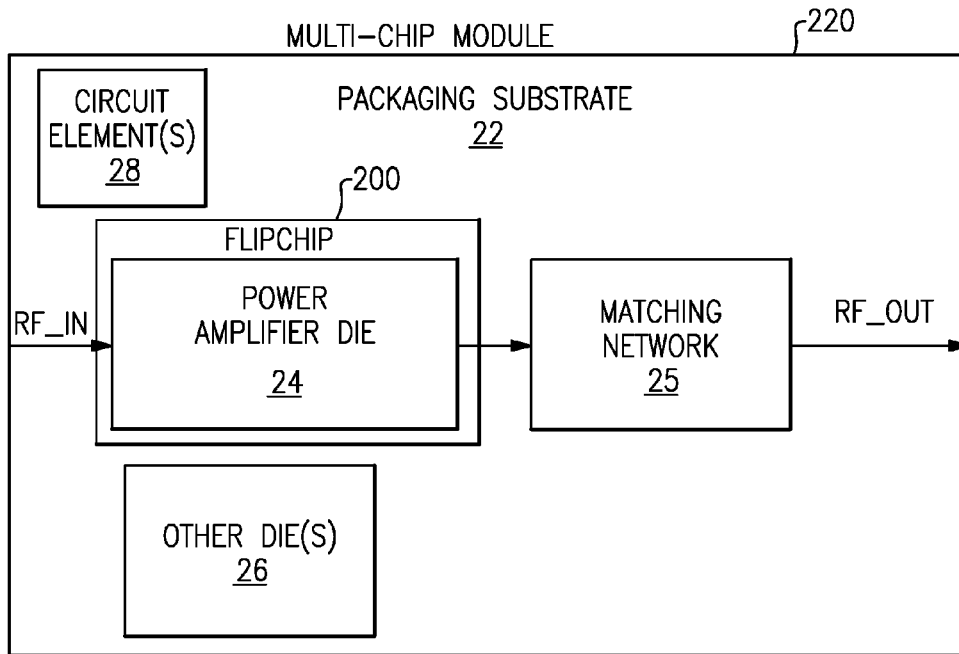 MULTI-CHIP MODULE
220
CIRCUIT
ELEMENT(S)
28
PACKAGING SUBSTRATE
22
200
FLIPCHIP
RF_IN
POWER
AMPLIFIER DIE
24
MATCHING
NETWORK
25
RF_OUT
OTHER DIE(S)
26